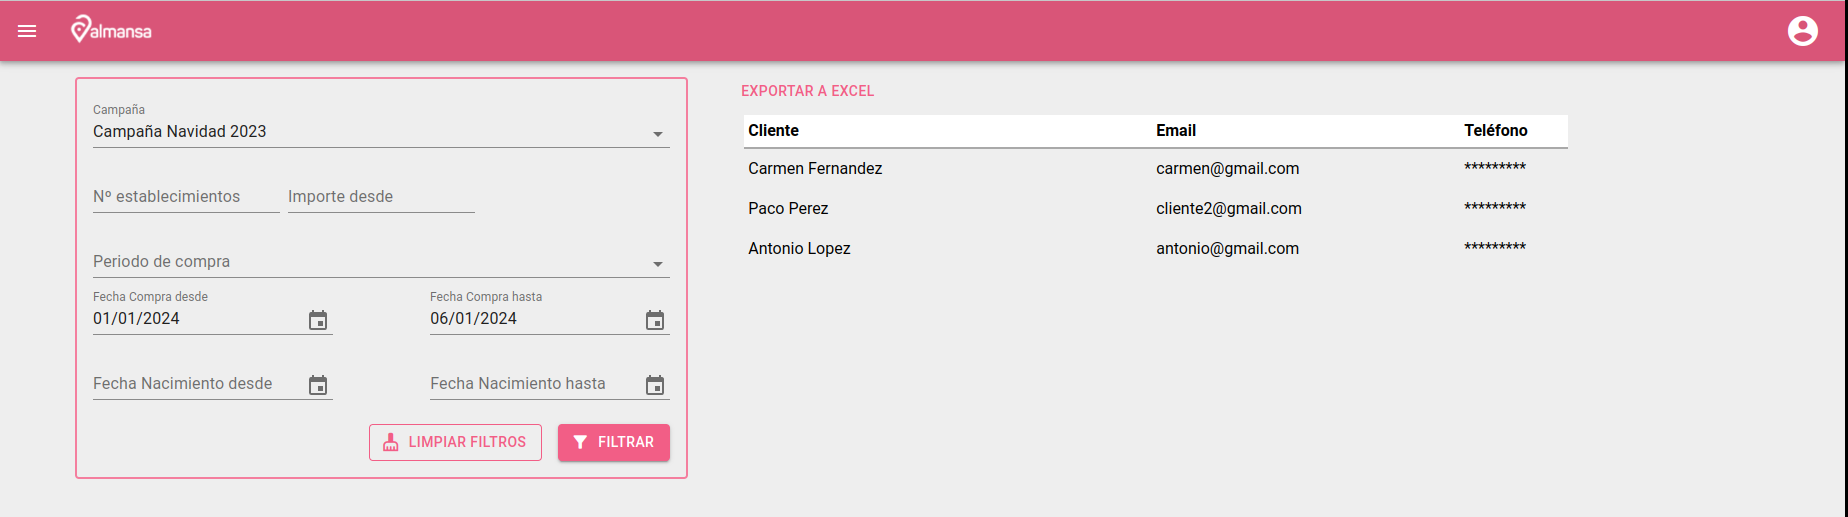 almansa
Campaña
Campaña Navidad 2023
Nº establecimientos Importe desde
Periodo de compra
Fecha Compra desde Fecha Compra hasta
01/01/2024 06/01/2024
Fecha Nacimiento desde Fecha Nacimiento hasta
LIMPIAR FILTROS FILTRAR
EXPORTAR A EXCEL
Cliente Email Teléfono
Carmen Fernandez carmen@gmail.com *********
Paco Perez cliente2@gmail.com *********
Antonio Lopez antonio@gmail.com *********